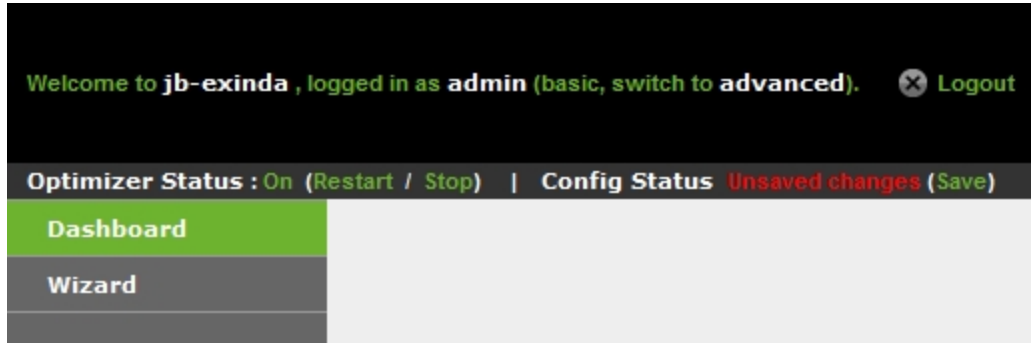 Welcome to jb-exinda , logged in as admin (basic, switch to advanced). Logout
Optimizer Status : On (Restart / Stop) | Config Status Unsaved changes (Save)
Dashboard
Wizard